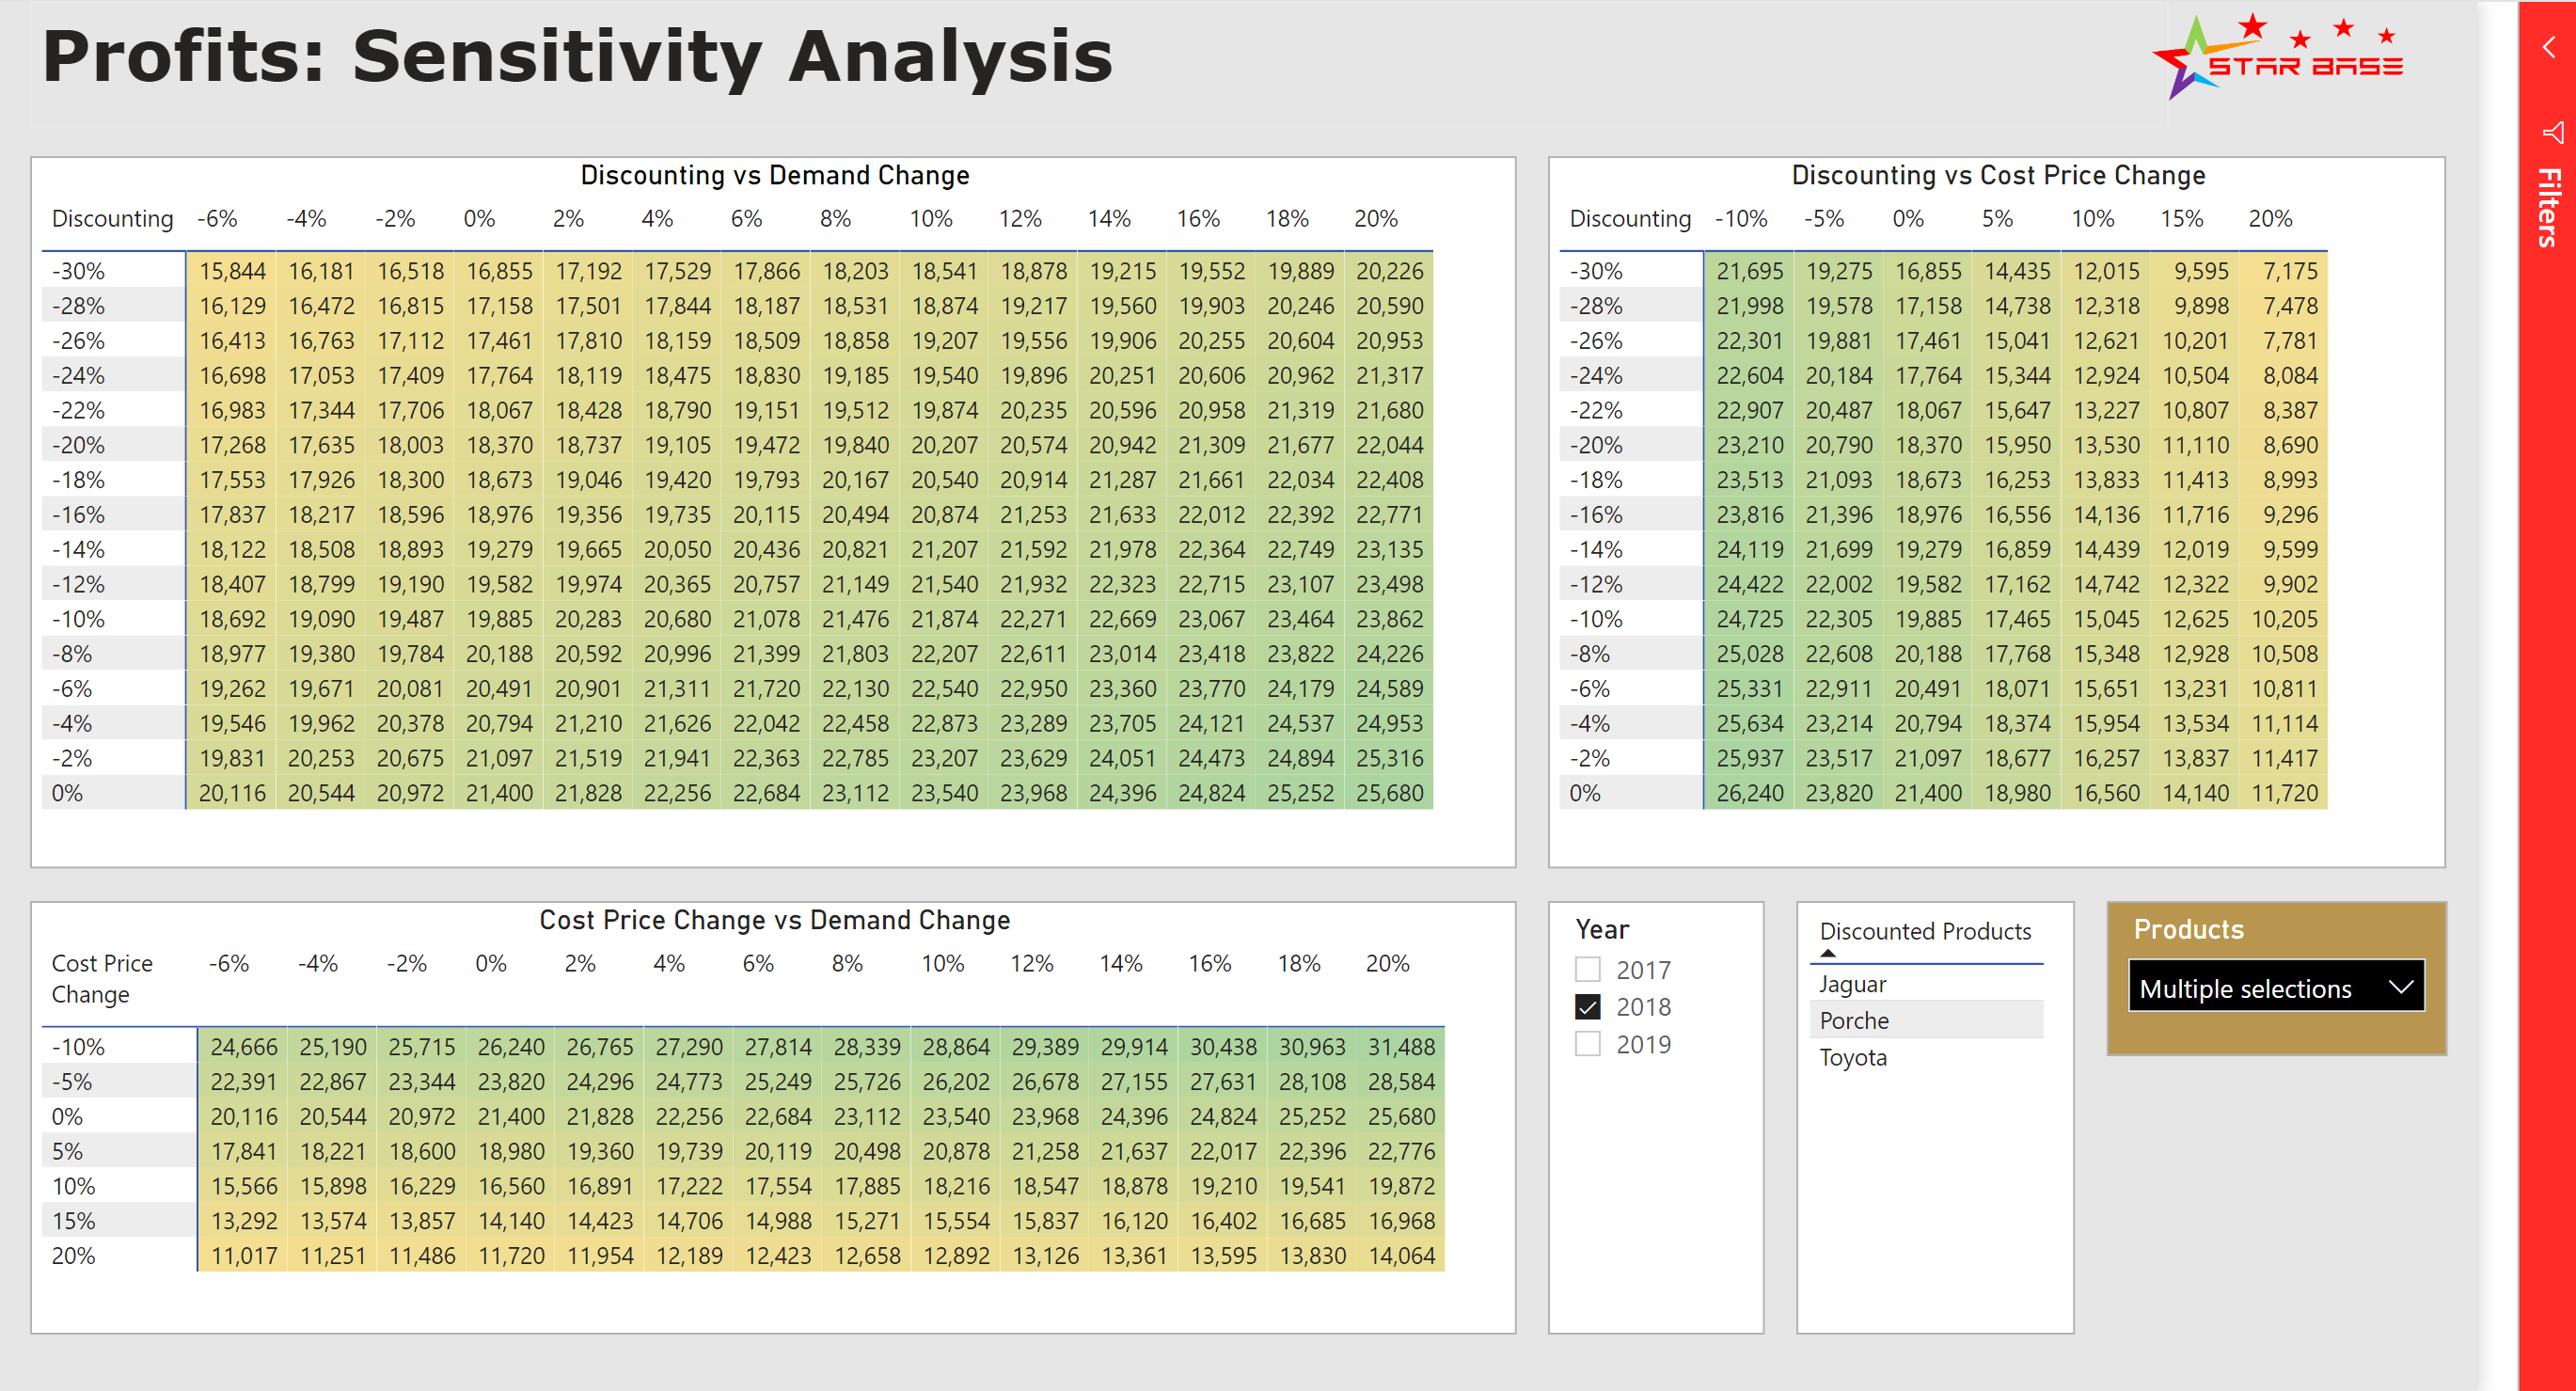 Profits: Sensitivity Analysis
STAR BASE
Filters
Discounting vs Demand Change
Discounting -6% -4% -2% 0% 2% 4% 6% 8% 10% 12% 14% 16% 18% 20%
-30% 15,844 16,181 16,518 16,855 17,192 17,529 17,866 18,203 18,541 18,878 19,215 19,552 19,889 20,226
-28% 16,129 16,472 16,815 17,158 17,501 17,844 18,187 18,531 18,874 19,217 19,560 19,903 20,246 20,590
-26% 16,413 16,763 17,112 17,461 17,810 18,159 18,509 18,858 19,207 19,556 19,906 20,255 20,604 20,953
-24% 16,698 17,053 17,409 17,764 18,119 18,475 18,830 19,185 19,540 19,896 20,251 20,606 20,962 21,317
-22% 16,983 17,344 17,706 18,067 18,428 18,790 19,151 19,512 19,874 20,235 20,596 20,958 21,319 21,680
-20% 17,268 17,635 18,003 18,370 18,737 19,105 19,472 19,840 20,207 20,574 20,942 21,309 21,677 22,044
-18% 17,553 17,926 18,300 18,673 19,046 19,420 19,793 20,167 20,540 20,914 21,287 21,661 22,034 22,408
-16% 17,837 18,217 18,596 18,976 19,356 19,735 20,115 20,494 20,874 21,253 21,633 22,012 22,392 22,771
-14% 18,122 18,508 18,893 19,279 19,665 20,050 20,436 20,821 21,207 21,592 21,978 22,364 22,749 23,135
-12% 18,407 18,799 19,190 19,582 19,974 20,365 20,757 21,149 21,540 21,932 22,323 22,715 23,107 23,498
-10% 18,692 19,090 19,487 19,885 20,283 20,680 21,078 21,476 21,874 22,271 22,669 23,067 23,464 23,862
-8% 18,977 19,380 19,784 20,188 20,592 20,996 21,399 21,803 22,207 22,611 23,014 23,418 23,822 24,226
-6% 19,262 19,671 20,081 20,491 20,901 21,311 21,720 22,130 22,540 22,950 23,360 23,770 24,179 24,589
-4% 19,546 19,962 20,378 20,794 21,210 21,626 22,042 22,458 22,873 23,289 23,705 24,121 24,537 24,953
-2% 19,831 20,253 20,675 21,097 21,519 21,941 22,363 22,785 23,207 23,629 24,051 24,473 24,894 25,316
0% 20,116 20,544 20,972 21,400 21,828 22,256 22,684 23,112 23,540 23,968 24,396 24,824 25,252 25,680
Discounting vs Cost Price Change
Discounting -10% -5% 0% 5% 10% 15% 20%
-30% 21,695 19,275 16,855 14,435 12,015 9,595 7,175
-28% 21,998 19,578 17,158 14,738 12,318 9,898 7,478
-26% 22,301 19,881 17,461 15,041 12,621 10,201 7,781
-24% 22,604 20,184 17,764 15,344 12,924 10,504 8,084
-22% 22,907 20,487 18,067 15,647 13,227 10,807 8,387
-20% 23,210 20,790 18,370 15,950 13,530 11,110 8,690
-18% 23,513 21,093 18,673 16,253 13,833 11,413 8,993
-16% 23,816 21,396 18,976 16,556 14,136 11,716 9,296
-14% 24,119 21,699 19,279 16,859 14,439 12,019 9,599
-12% 24,422 22,002 19,582 17,162 14,742 12,322 9,902
-10% 24,725 22,305 19,885 17,465 15,045 12,625 10,205
-8% 25,028 22,608 20,188 17,768 15,348 12,928 10,508
-6% 25,331 22,911 20,491 18,071 15,651 13,231 10,811
-4% 25,634 23,214 20,794 18,374 15,954 13,534 11,114
-2% 25,937 23,517 21,097 18,677 16,257 13,837 11,417
0% 26,240 23,820 21,400 18,980 16,560 14,140 11,720
Cost Price Change vs Demand Change
Cost Price Change -6% -4% -2% 0% 2% 4% 6% 8% 10% 12% 14% 16% 18% 20%
-10% 24,666 25,190 25,715 26,240 26,765 27,290 27,814 28,339 28,864 29,389 29,914 30,438 30,963 31,488
-5% 22,391 22,867 23,344 23,820 24,296 24,773 25,249 25,726 26,202 26,678 27,155 27,631 28,108 28,584
0% 20,116 20,544 20,972 21,400 21,828 22,256 22,684 23,112 23,540 23,968 24,396 24,824 25,252 25,680
5% 17,841 18,221 18,600 18,980 19,360 19,739 20,119 20,498 20,878 21,258 21,637 22,017 22,396 22,776
10% 15,566 15,898 16,229 16,560 16,891 17,222 17,554 17,885 18,216 18,547 18,878 19,210 19,541 19,872
15% 13,292 13,574 13,857 14,140 14,423 14,706 14,988 15,271 15,554 15,837 16,120 16,402 16,685 16,968
20% 11,017 11,251 11,486 11,720 11,954 12,189 12,423 12,658 12,892 13,126 13,361 13,595 13,830 14,064
Year
2017
2018
2019
Discounted Products
Jaguar
Porche
Toyota
Products
Multiple selections